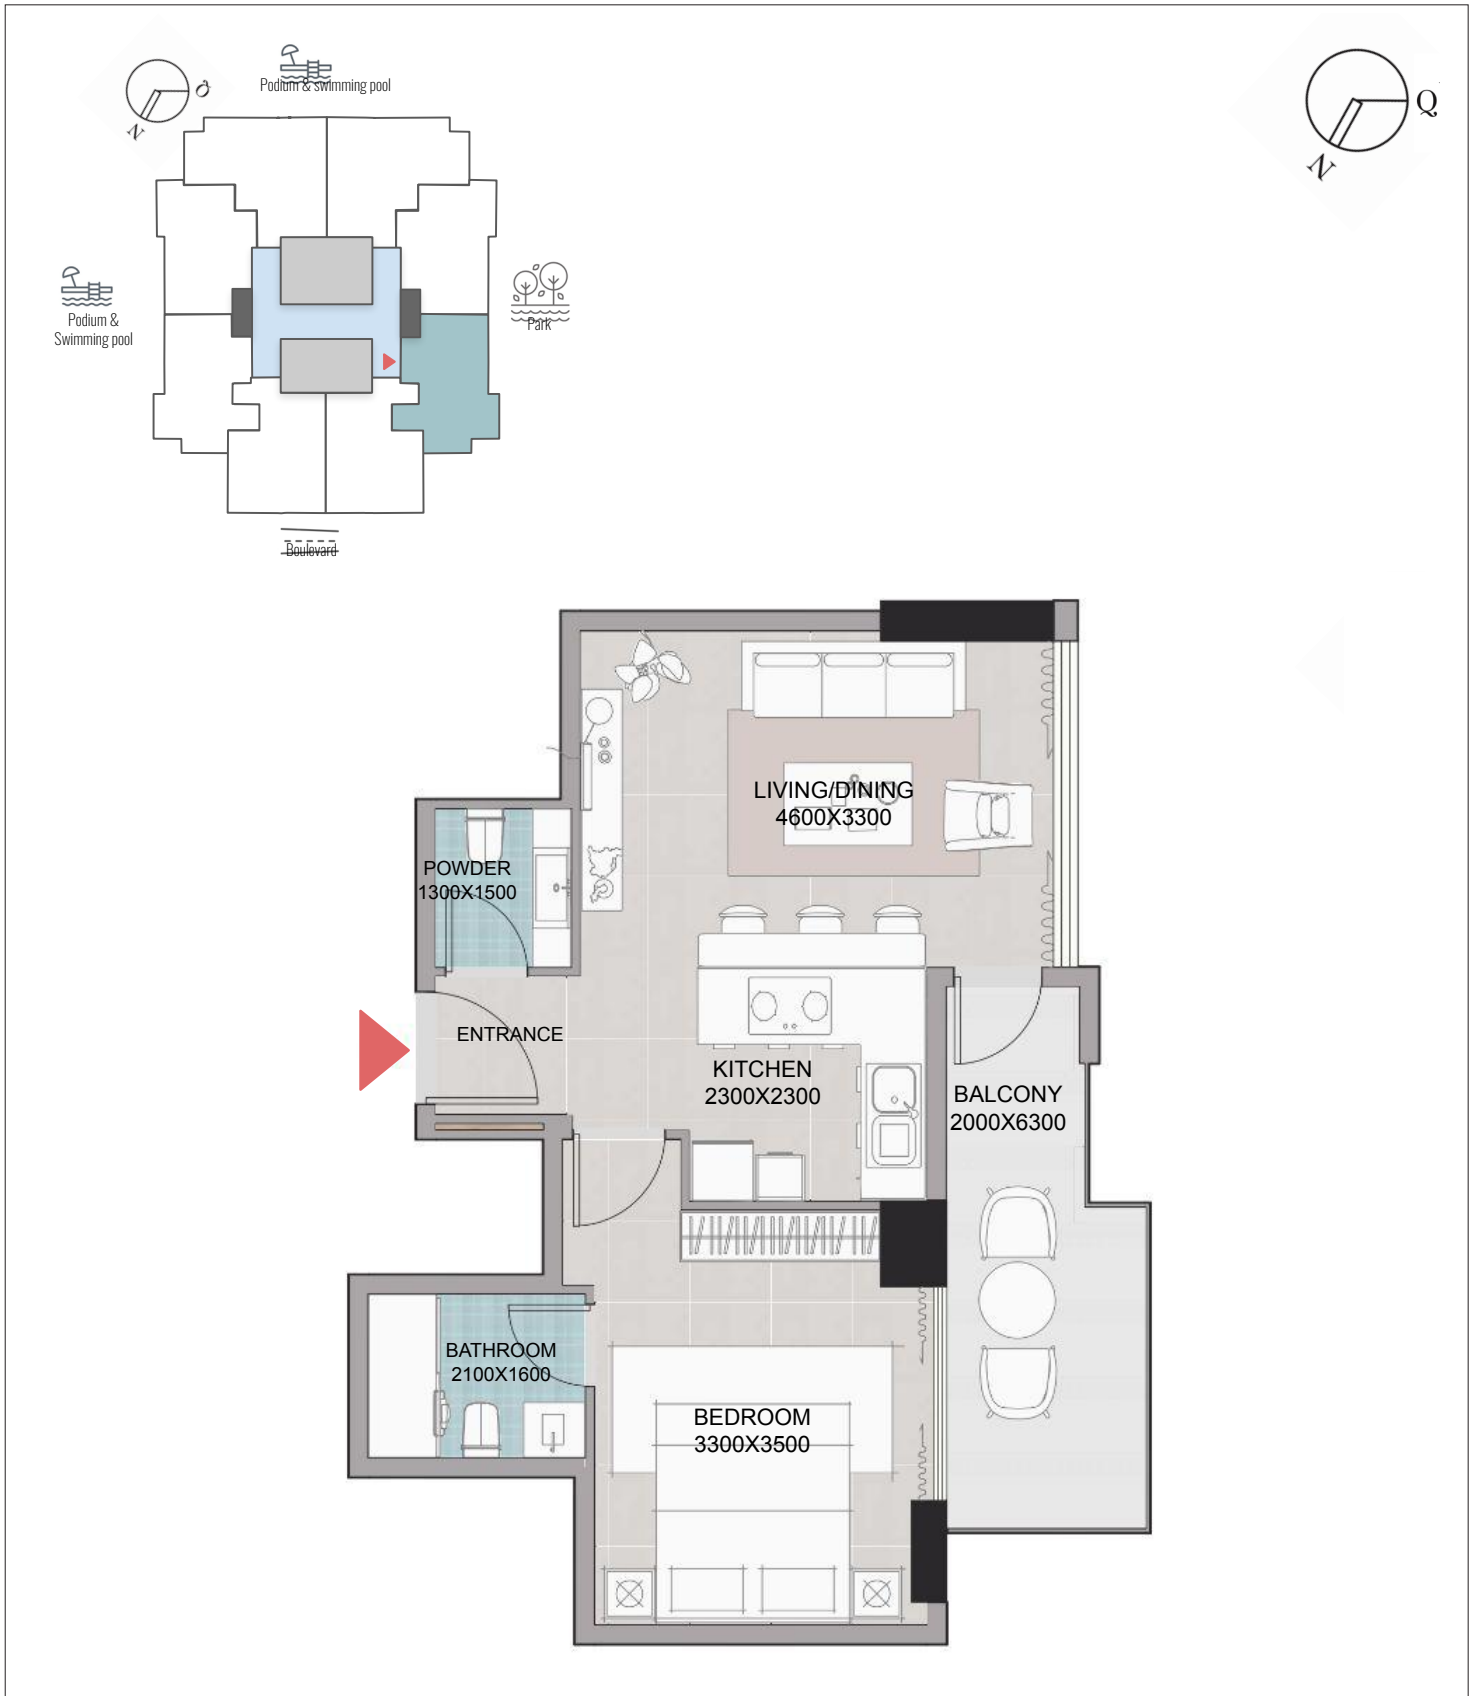 Podium & swimming pool
Q
N
Q
N
Podium &
Swimming pool
Park
Boulevard
LIVING/DINING
4600X3300
POWDER
1300X1500
ENTRANCE
KITCHEN
2300X2300
BALCONY
2000X6300
BATHROOM
2100X1600
BEDROOM
3300X3500